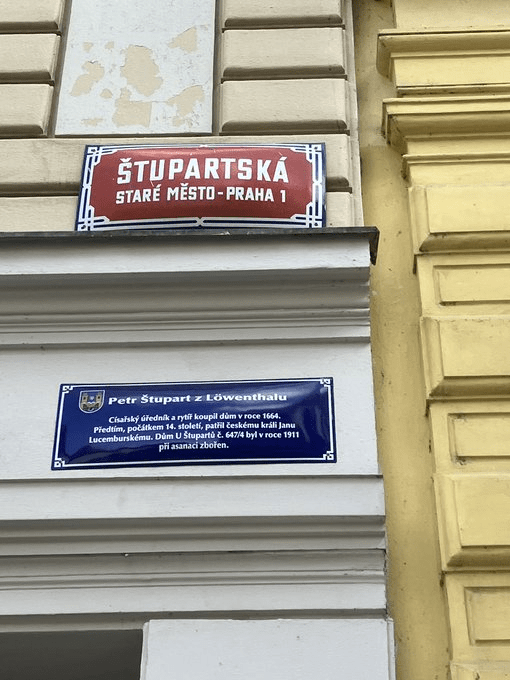 ŠTUPARTSKÁ
STARÉ MĚSTO - PRAHA 1
Petr Štupart z Löwenthalu
Císařský úředník a rytíř koupil dům v roce 1664.
Předtím, počátkem 14. století, patřil českému králi Janu
Lucemburskému. Dům U Štupartů č. 647/4 byl v roce 1911
při asanaci zbořen.